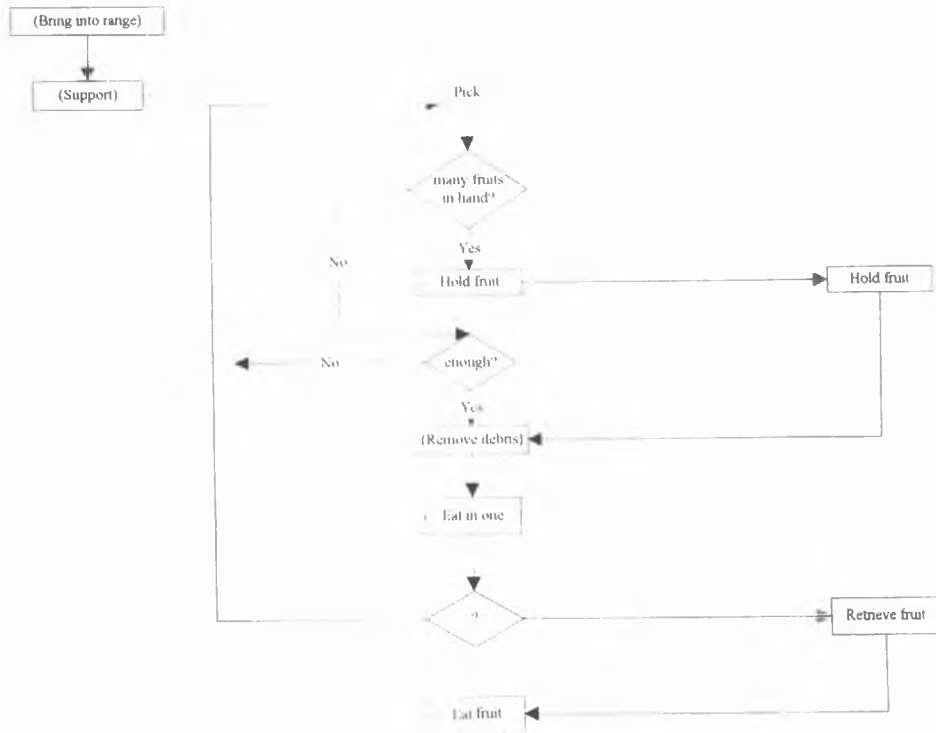 (Bring into range)
(Support)
Pick
many fruits
in hand?
Yes
No
Hold fruit
Hold fruit
enough?
No
Yes
(Remove debris)
Eat in one
?
Retrieve fruit
Eat fruit